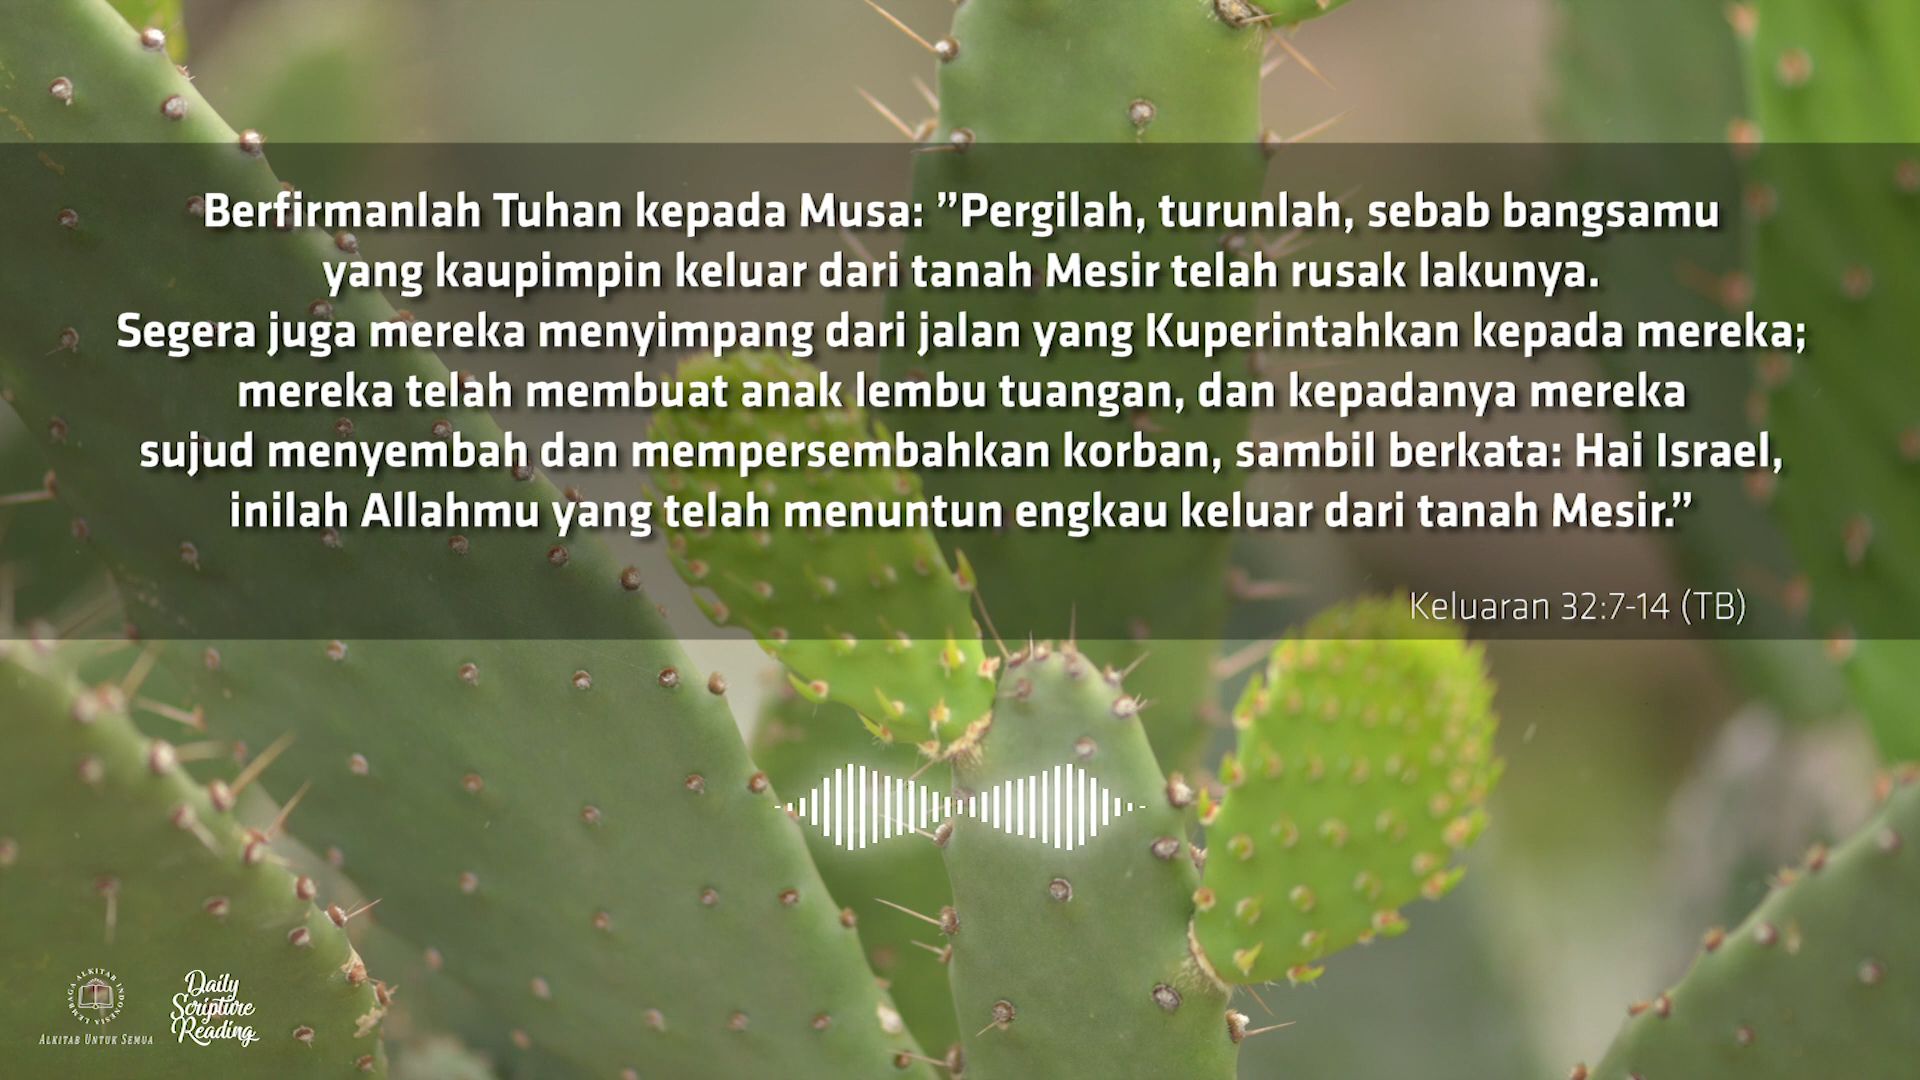 Berfirmanlah Tuhan kepada Musa: ”Pergilah, turunlah, sebab bangsamu
yang kaupimpin keluar dari tanah Mesir telah rusak lakunya.
Segera juga mereka menyimpang dari jalan yang Kuperintahkan kepada mereka;
mereka telah membuat anak lembu tuangan, dan kepadanya mereka
sujud menyembah dan mempersembahkan korban, sambil berkata: Hai Israel,
inilah Allahmu yang telah menuntun engkau keluar dari tanah Mesir.”
Keluaran 32:7-14 (TB)
LEMBAGA ALKITAB INDONESIA
ALKITAB UNTUK SEMUA
Daily
Scripture
Reading